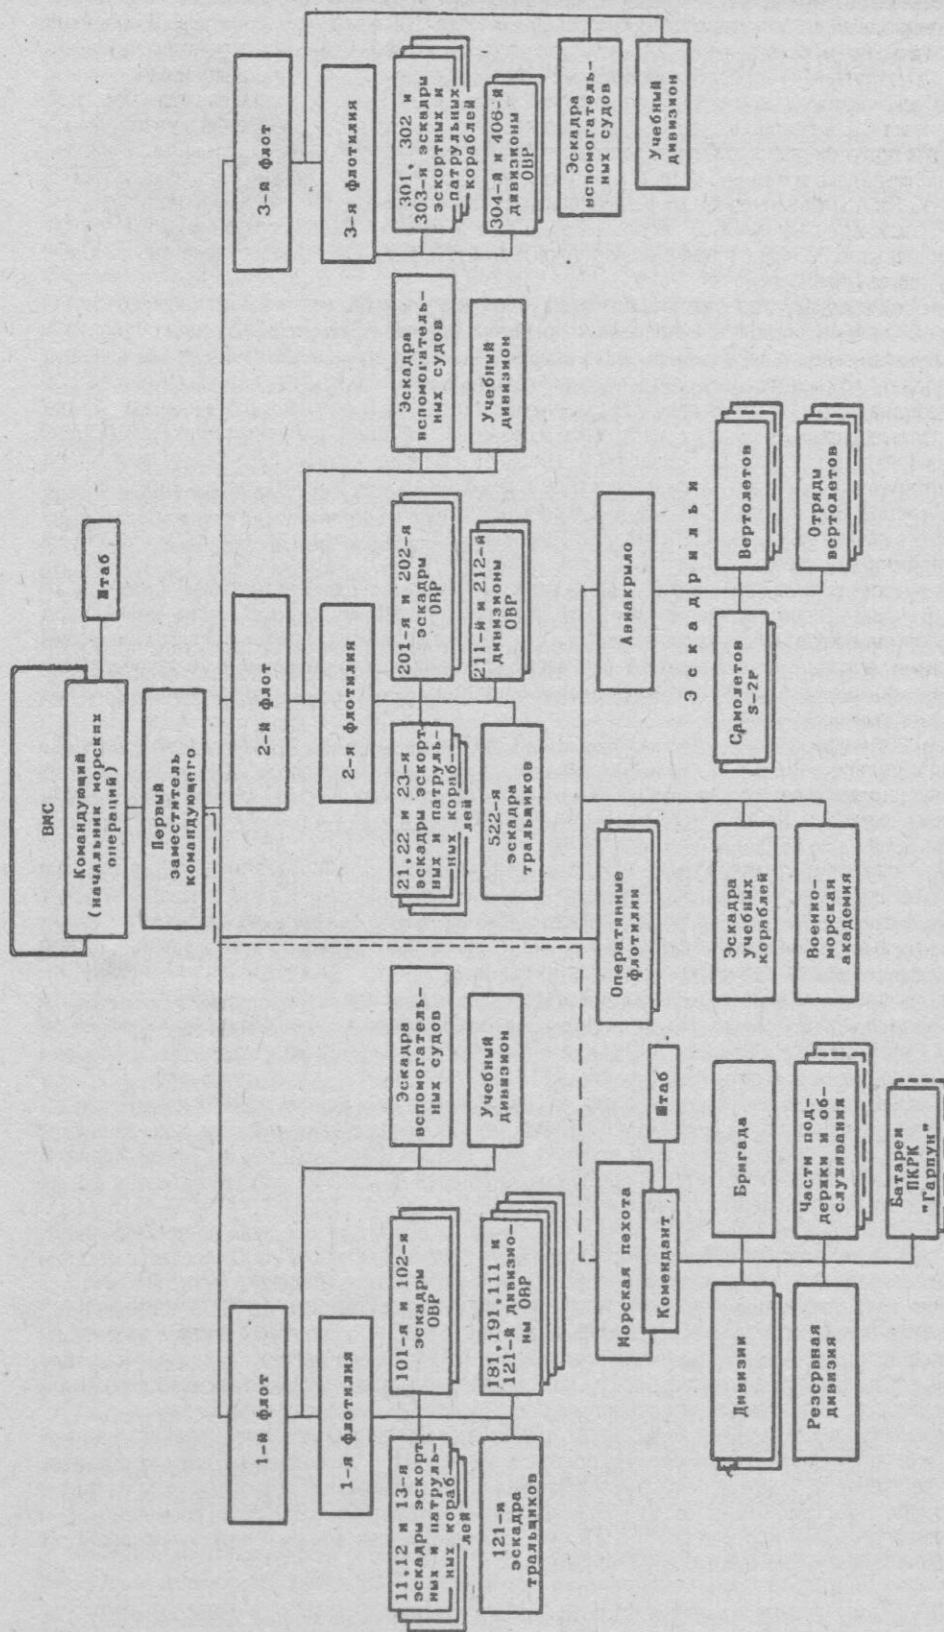 ВМС
Командующий
(начальник морских
операций)
Штаб
Первый
заместитель
командующего
1-й флот
1-я флотилия
11,12 и 13-я
эскадры эскорт-
ных и патруль-
ных кораб-
лей
101-я и 102-я
эскадры
ОВР
121-я
эскадра
тральщиков
181,191,111 и
121-й дивизио-
ны ОВР
Эскадра
вспомогатель-
ных судов
Учебный
дивизион
2-й флот
2-я флотилия
21,22 и 23-я
эскадры эскорт-
ных и патруль-
ных кораб-
лей
201-я и 202-я
эскадры
ОВР
522-я
эскадра
тральщиков
211-й и 212-й
дивизионы
ОВР
Эскадра
вспомогатель-
ных судов
Учебный
дивизион
3-й флот
3-я флотилия
301, 302 и
303-я эскадры
эскортных и
патрульных
кораблей
304-й и 406-й
дивизионы
ОВР
Эскадра
вспомогатель-
ных судов
Учебный
дивизион
Морская пехота
Комендант
Штаб
Дивизии
Бригада
Резервная
дивизия
Части под-
держки и об-
служивания
Батареи
ПКРК
"Гарпун"
Оперативные
флотилии
Эскадра
учебных
кораблей
Военно-
морская
академия
Авиакрыло
Эскадрильи
Самолетов
S-2F
Вертолетов
Отряды
вертолетов